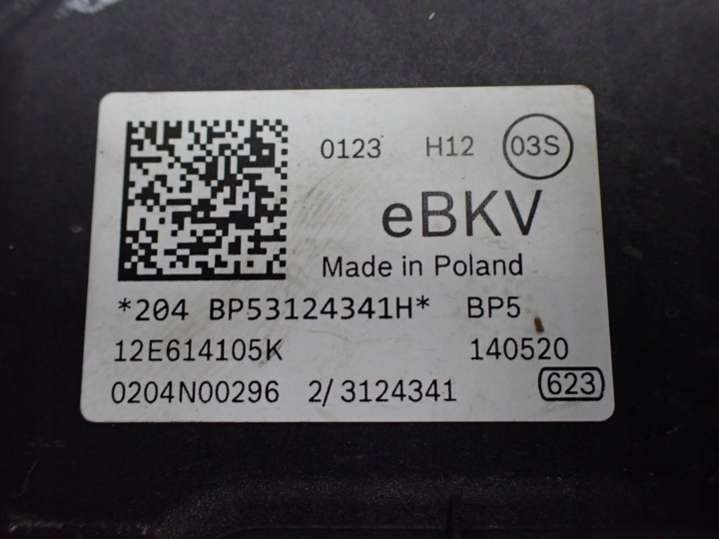 0123 H12 03S
eBKV
Made in Poland
*204 BP53124341H* BP5
12E614105K 140520
0204N00296 2/3124341 623